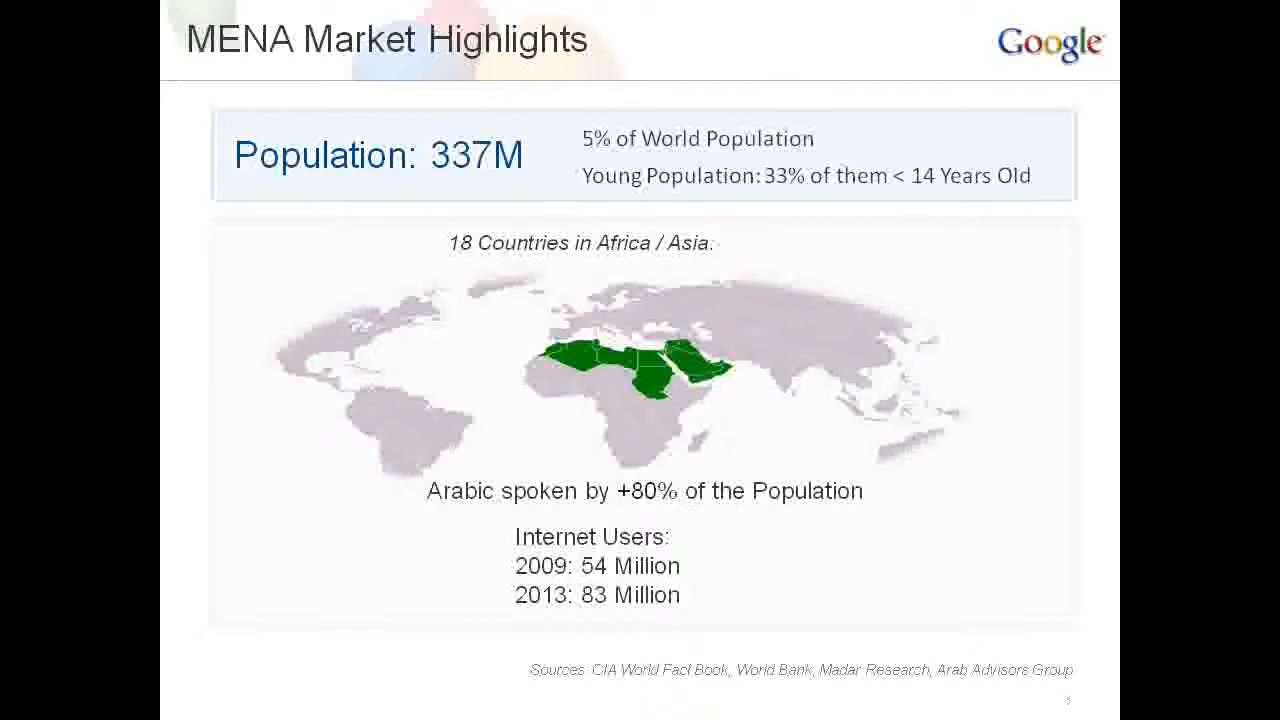 MENA Market Highlights
Google
Population: 337M
5% of World Population
Young Population: 33% of them < 14 Years Old
18 Countries in Africa / Asia:
Arabic spoken by +80% of the Population
Internet Users:
2009: 54 Million
2013: 83 Million
Sources: CIA World Fact Book, World Bank, Madar Research, Arab Advisors Group